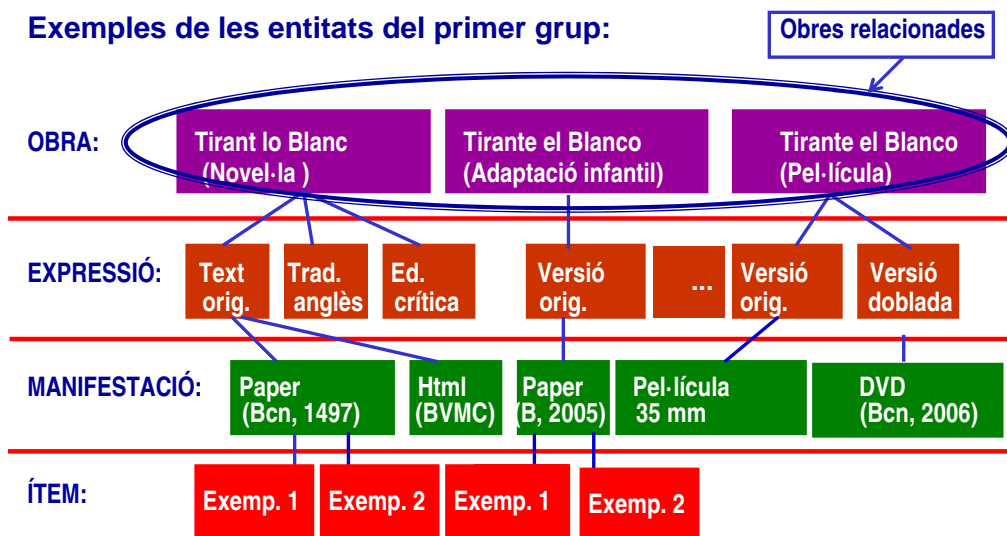 Exemples de les entitats del primer grup:
Obres relacionades
OBRA:
Tirant lo Blanc
(Novel·la )
Tirante el Blanco
(Adaptació infantil)
Tirante el Blanco
(Pel·lícula)
EXPRESSIÓ:
Text
orig.
Trad.
anglès
Ed.
crítica
Versió
orig.
...
Versió
orig.
Versió
doblada
MANIFESTACIÓ:
Paper
(Bcn, 1497)
Html
(BVMC)
Paper
(B, 2005)
Pel·lícula
35 mm
DVD
(Bcn, 2006)
ÍTEM:
Exemp. 1
Exemp. 2
Exemp. 1
Exemp. 2